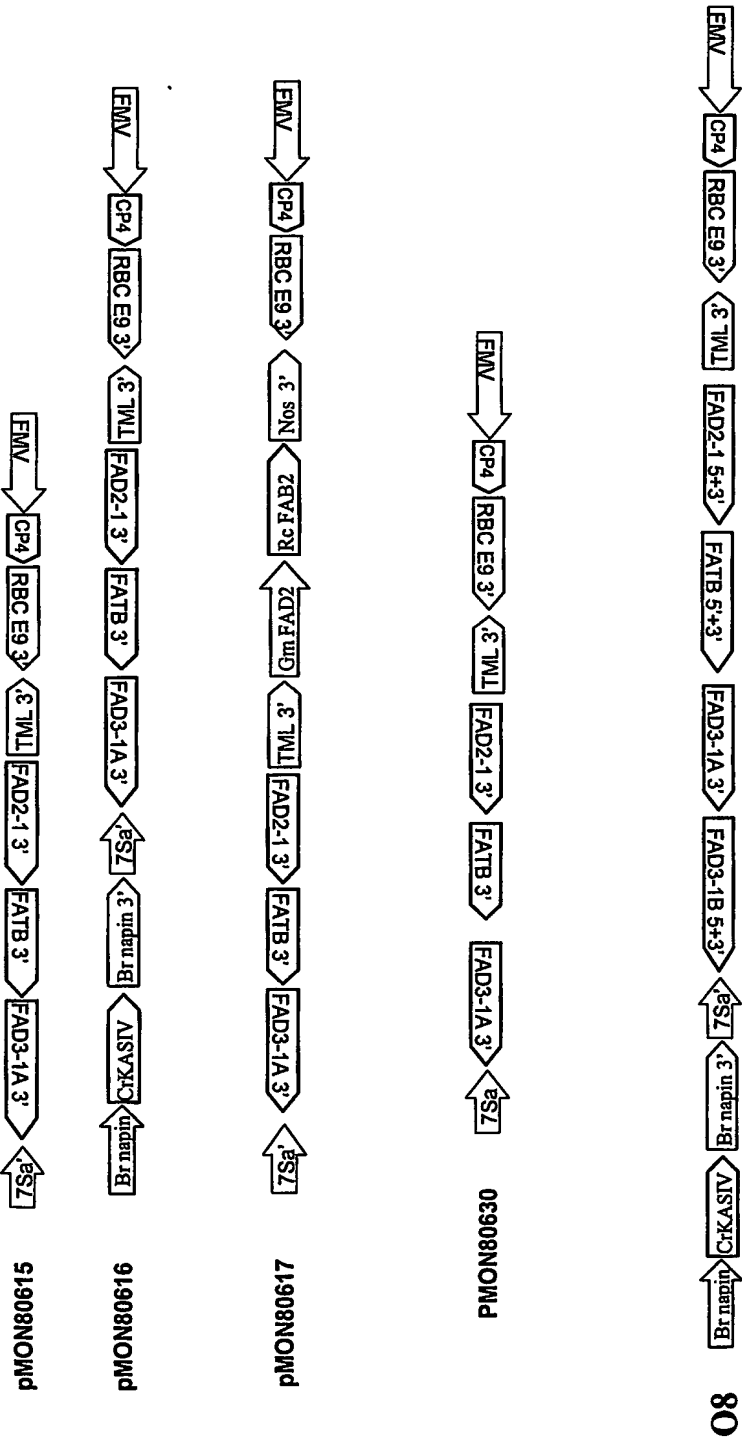 pMON80615 7Sa' FAD3-1A 3' FATB 3' FAD2-1 3' TML 3' RBC E9 3' CP4 FMV
pMON80616 Br napin CrKASIV Br napin 3' 7Sa' FAD3-1A 3' FATB 3' FAD2-1 3' TML 3' RBC E9 3' CP4 FMV
pMON80617 7Sa' FAD3-1A 3' FATB 3' FAD2-1 3' TML 3' Gm FAD2 Rc FAB2 Nos 3' RBC E9 3' CP4 FMV
PMON80630 7Sa FAD3-1A 3' FATB 3' FAD2-1 3' TML 3' RBC E9 3' CP4 FMV
O8 Br napin CrKASIV Br napin 3' 7Sa' FAD3-1B 5+3' FAD3-1A 3' FATB 5'+3' FAD2-1 5+3' TML 3' RBC E9 3' CP4 FMV